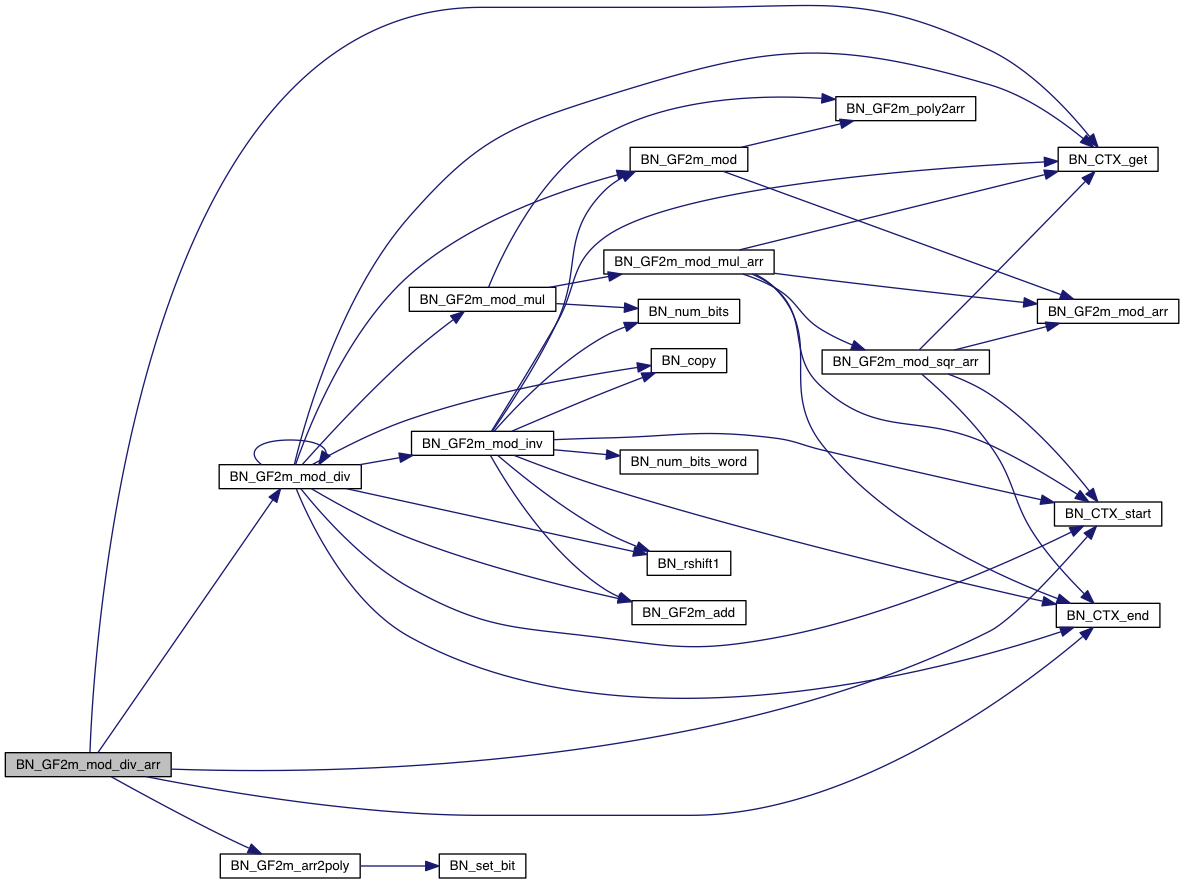 BN_GF2m_poly2arr
BN_GF2m_mod
BN_CTX_get
BN_GF2m_mod_mul_arr
BN_GF2m_mod_mul
BN_num_bits
BN_GF2m_mod_arr
BN_copy
BN_GF2m_mod_sqr_arr
BN_GF2m_mod_inv
BN_num_bits_word
BN_GF2m_mod_div
BN_CTX_start
BN_rshift1
BN_GF2m_add
BN_CTX_end
BN_GF2m_mod_div_arr
BN_GF2m_arr2poly
BN_set_bit